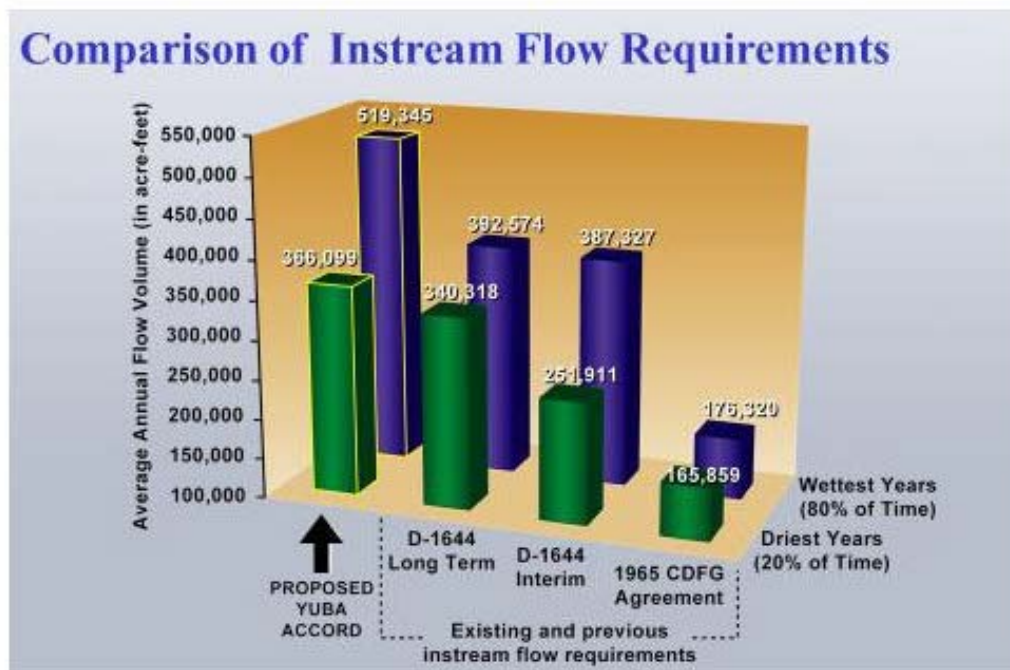 Comparison of Instream Flow Requirements
Average Annual Flow Volume (in acre-feet)
550,000
500,000
450,000
400,000
350,000
300,000
250,000
200,000
150,000
100,000
519,345
392,574
387,327
176,320
366,099
340,318
251,911
165,859
Wettest Years
(80% of Time)
Driest Years
(20% of Time)
PROPOSED
YUBA
ACCORD
D-1644
Long Term
D-1644
Interim
1965 CDFG
Agreement
Existing and previous
instream flow requirements